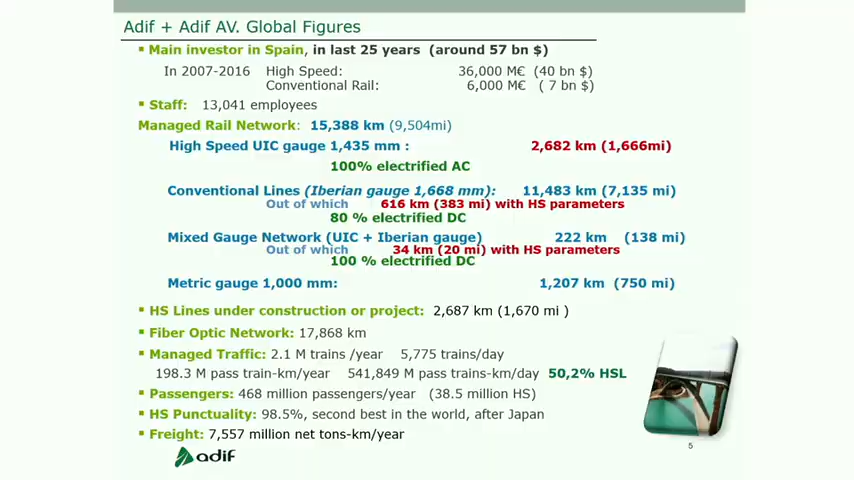 Adif + Adif AV. Global Figures
Main investor in Spain, in last 25 years (around 57 bn $)
In 2007-2016 High Speed: 36,000 M€ (40 bn $)
Conventional Rail: 6,000 M€ ( 7 bn $)
Staff: 13,041 employees
Managed Rail Network: 15,388 km (9,504mi)
High Speed UIC gauge 1,435 mm : 2,682 km (1,666mi)
100% electrified AC
Conventional Lines (Iberian gauge 1,668 mm): 11,483 km (7,135 mi)
Out of which 616 km (383 mi) with HS parameters
80 % electrified DC
Mixed Gauge Network (UIC + Iberian gauge) 222 km (138 mi)
Out of which 34 km (20 mi) with HS parameters
100 % electrified DC
Metric gauge 1,000 mm: 1,207 km (750 mi)
HS Lines under construction or project: 2,687 km (1,670 mi )
Fiber Optic Network: 17,868 km
Managed Traffic: 2.1 M trains /year 5,775 trains/day
198.3 M pass train-km/year 541,849 M pass trains-km/day 50,2% HSL
Passengers: 468 million passengers/year (38.5 million HS)
HS Punctuality: 98.5%, second best in the world, after Japan
Freight: 7,557 million net tons-km/year
adif
5